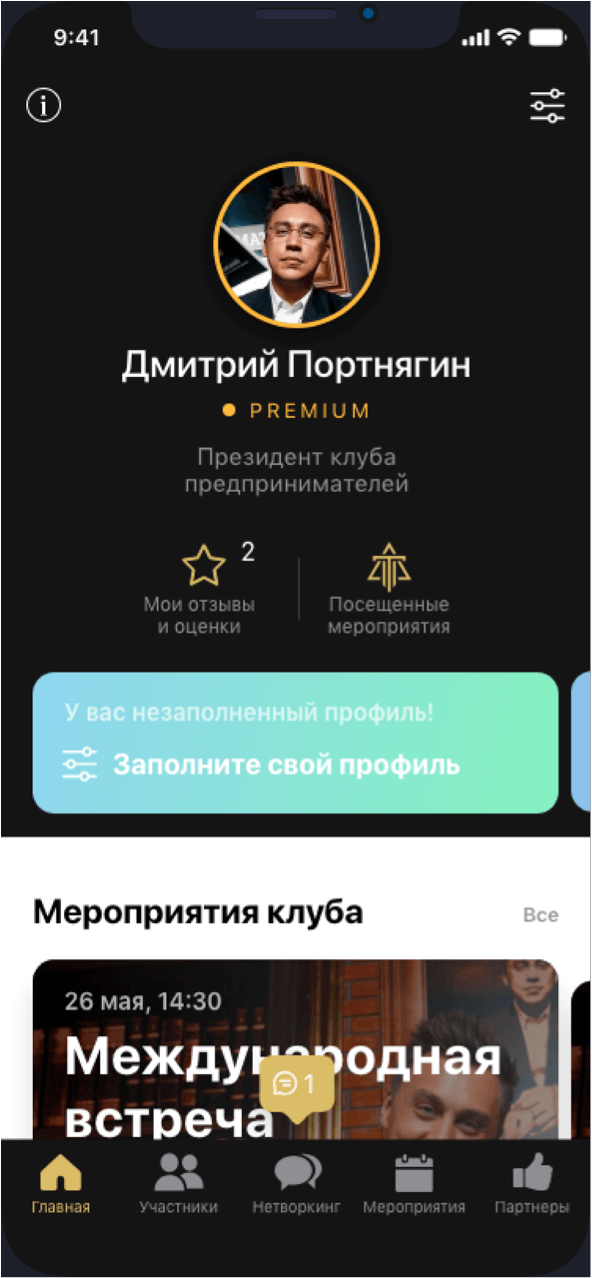 9:41
Дмитрий Портнягин
PREMIUM
Президент клуба
предпринимателей
2
Мои отзывы
и оценки
Посещенные
мероприятия
У вас незаполненный профиль!
Заполните свой профиль
Мероприятия клуба
Все
26 мая, 14:30
Международная
встреча
1
Главная
Участники
Нетворкинг
Мероприятия
Партнеры